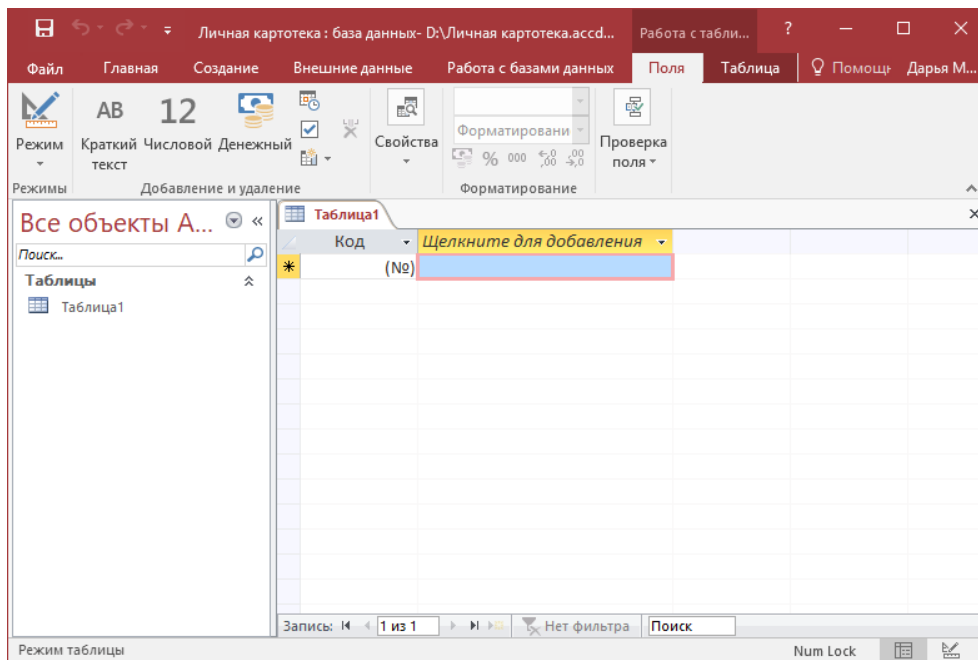 Личная картотека : база данных- D:\Личная картотека.accd... Работа с табли... ?
Файл Главная Создание Внешние данные Работа с базами данных Поля Таблица Помощн Дарья М...
Режим
AB
Краткий текст
12
Числовой
Денежный
Свойства
Форматировани
% 000 ,00 ,0
Проверка поля
Режимы Добавление и удаление Форматирование
Все объекты A... «
Поиск...
Таблицы
Таблица1
Таблица1
Код Щелкните для добавления
(№)
Запись: 1 из 1 Нет фильтра Поиск
Режим таблицы Num Lock